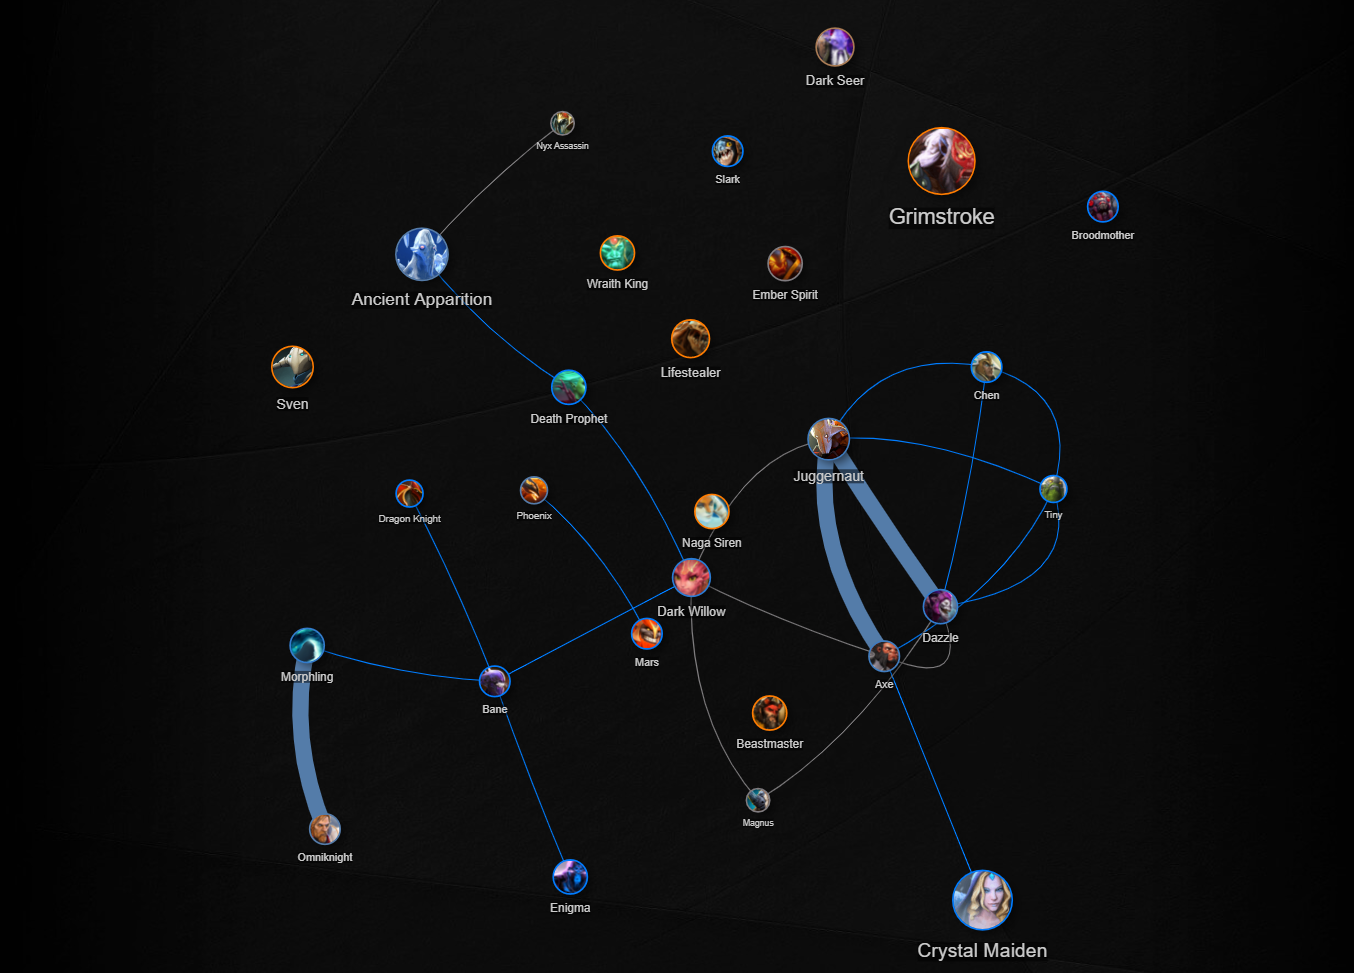 Dark Seer
Nyx Assassin
Slark
Grimstroke
Broodmother
Wraith King
Ember Spirit
Ancient Apparition
Lifestealer
Sven
Chen
Death Prophet
Juggernaut
Dragon Knight
Phoenix
Tiny
Naga Siren
Dark Willow
Dazzle
Mars
Morphling
Axe
Bane
Beastmaster
Magnus
Omniknight
Enigma
Crystal Maiden